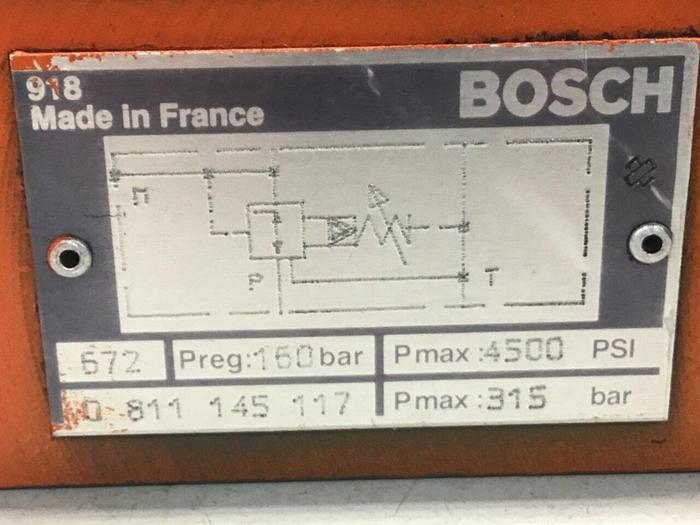 918
BOSCH
Made in France
P
T
672
Preg:160bar
Pmax:4500 PSI
0 811 145 117
Pmax:315 bar